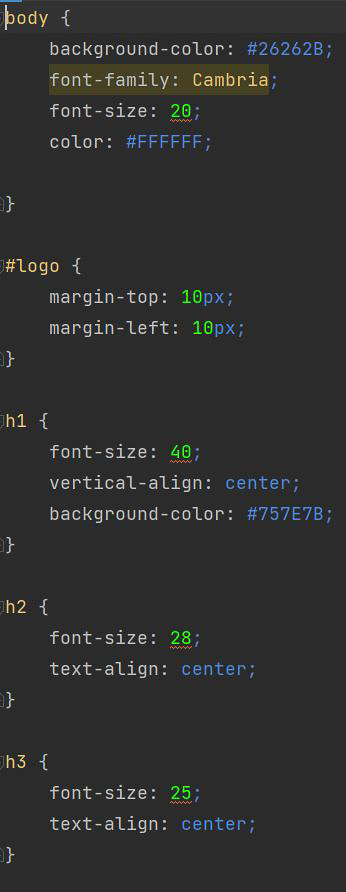 body {
    background-color: #26262B;
    font-family: Cambria;
    font-size: 20;
    color: #FFFFFF;
}
#logo {
    margin-top: 10px;
    margin-left: 10px;
}
h1 {
    font-size: 40;
    vertical-align: center;
    background-color: #757E7B;
}
h2 {
    font-size: 28;
    text-align: center;
}
h3 {
    font-size: 25;
    text-align: center;
}